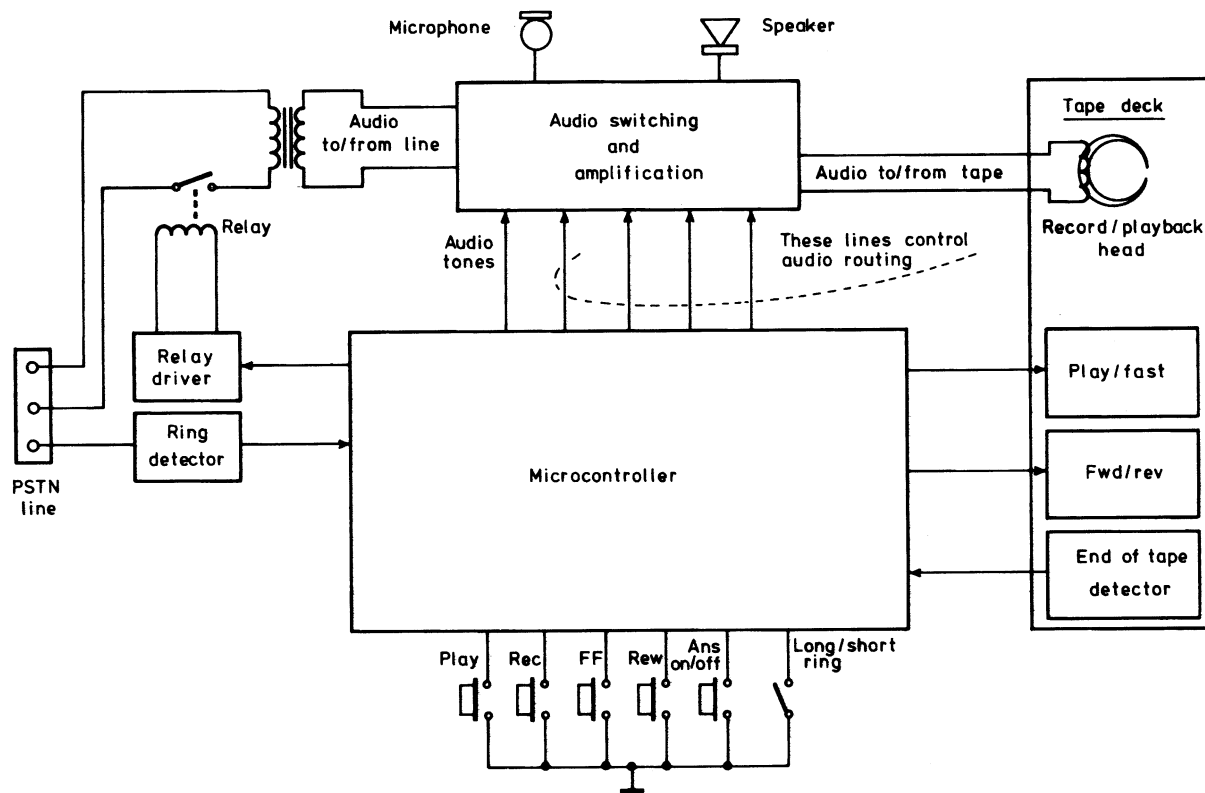 Microphone
Speaker
Audio
to/from line
Audio switching
and
amplification
Tape deck
Audio to/from tape
Relay
Audio
tones
These lines control
audio routing
Record/playback
head
Relay
driver
Play/fast
Ring
detector
Microcontroller
Fwd/rev
PSTN
line
End of tape
detector
Play
Rec
FF
Rew
Ans
on/off
Long/short
ring